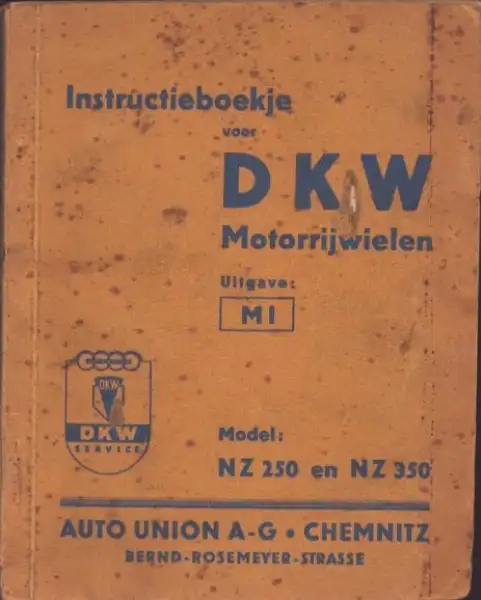 Instructieboekje
voor
DKW
Motorrijwielen
Uitgave:
M I
DKW
DKW
SERVICE
Model:
NZ 250 en NZ 350
AUTO UNION A-G • CHEMNITZ
BERND-ROSEMEYER-STRASSE